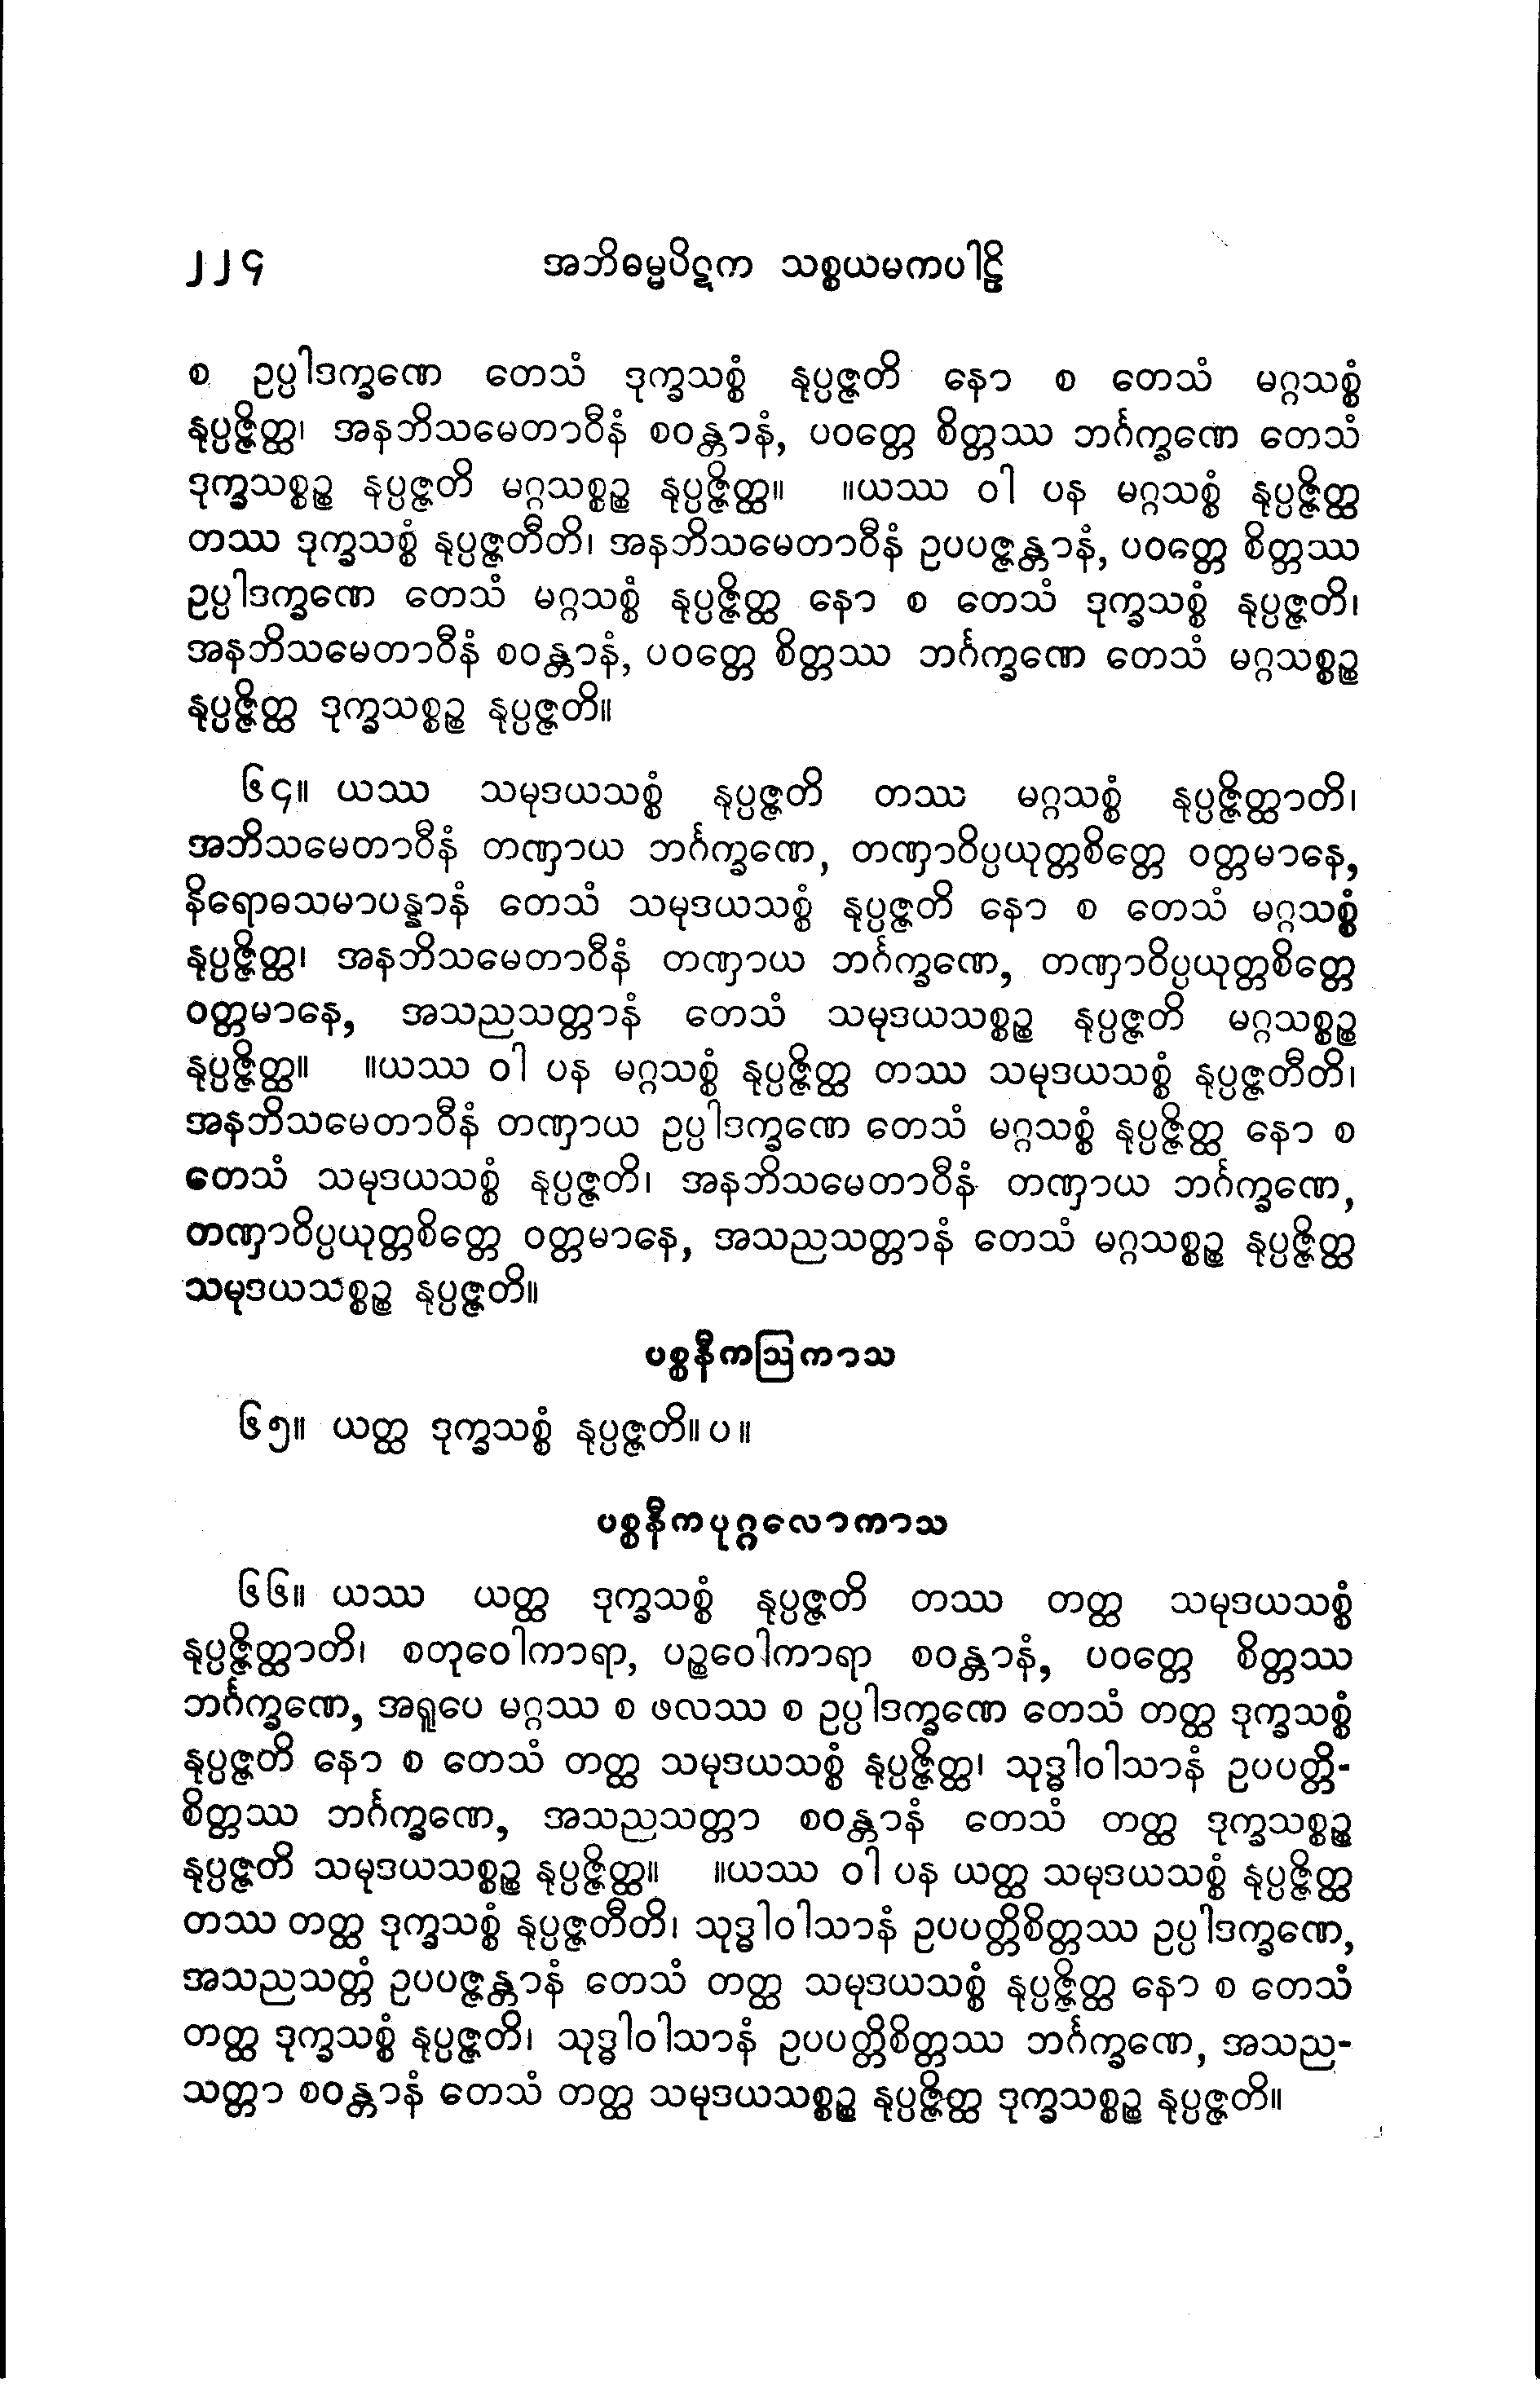 ၂၂၄ အဘိဓမ္မပိဋက သစ္စယမကပါဠိ
စ ဥပ္ပါဒက္ခဏေ တေသံ ဒုက္ခသစ္စံ နုပ္ပဇ္ဇတိ နော စ တေသံ မဂ္ဂသစ္စံ
နုပ္ပဇ္ဇိတ္ထ၊ အနဘိသမေတာဝီနံ စဝန္တာနံ, ပဝတ္တေ စိတ္တဿ ဘင်္ဂက္ခဏေ တေသံ
ဒုက္ခသစ္စဉ္စ နုပ္ပဇ္ဇတိ မဂ္ဂသစ္စဉ္စ နုပ္ပဇ္ဇိတ္ထ။ ။ယဿ ဝါ ပန မဂ္ဂသစ္စံ နုပ္ပဇ္ဇိတ္ထ
တဿ ဒုက္ခသစ္စံ နုပ္ပဇ္ဇတီတိ၊ အနဘိသမေတာဝီနံ ဥပပဇ္ဇန္တာနံ, ပဝတ္တေ စိတ္တဿ
ဥပ္ပါဒက္ခဏေ တေသံ မဂ္ဂသစ္စံ နုပ္ပဇ္ဇိတ္ထ နော စ တေသံ ဒုက္ခသစ္စံ နုပ္ပဇ္ဇတိ၊
အနဘိသမေတာဝီနံ စဝန္တာနံ, ပဝတ္တေ စိတ္တဿ ဘင်္ဂက္ခဏေ တေသံ မဂ္ဂသစ္စဉ္စ
နုပ္ပဇ္ဇိတ္ထ ဒုက္ခသစ္စဉ္စ နုပ္ပဇ္ဇတိ။
၆၄။ ယဿ သမုဒယသစ္စံ နုပ္ပဇ္ဇတိ တဿ မဂ္ဂသစ္စံ နုပ္ပဇ္ဇိတ္ထာတိ၊
အဘိသမေတာဝီနံ တဏှာယ ဘင်္ဂက္ခဏေ, တဏှာဝိပ္ပယုတ္တစိတ္တေ ဝတ္တမာနေ,
နိရောဓသမာပန္နာနံ တေသံ သမုဒယသစ္စံ နုပ္ပဇ္ဇတိ နော စ တေသံ မဂ္ဂသစ္စံ
နုပ္ပဇ္ဇိတ္ထ၊ အနဘိသမေတာဝီနံ တဏှာယ ဘင်္ဂက္ခဏေ, တဏှာဝိပ္ပယုတ္တစိတ္တေ
ဝတ္တမာနေ, အသညသတ္တာနံ တေသံ သမုဒယသစ္စဉ္စ နုပ္ပဇ္ဇတိ မဂ္ဂသစ္စဉ္စ
နုပ္ပဇ္ဇိတ္ထ။ ။ယဿ ဝါ ပန မဂ္ဂသစ္စံ နုပ္ပဇ္ဇိတ္ထ တဿ သမုဒယသစ္စံ နုပ္ပဇ္ဇတီတိ၊
အနဘိသမေတာဝီနံ တဏှာယ ဥပ္ပါဒက္ခဏေ တေသံ မဂ္ဂသစ္စံ နုပ္ပဇ္ဇိတ္ထ နော စ
တေသံ သမုဒယသစ္စံ နုပ္ပဇ္ဇတိ၊ အနဘိသမေတာဝီနံ တဏှာယ ဘင်္ဂက္ခဏေ,
တဏှာဝိပ္ပယုတ္တစိတ္တေ ဝတ္တမာနေ, အသညသတ္တာနံ တေသံ မဂ္ဂသစ္စဉ္စ နုပ္ပဇ္ဇိတ္ထ
သမုဒယသစ္စဉ္စ နုပ္ပဇ္ဇတိ။
ပစ္စနီကဩကာသ
၆၅။ ယတ္ထ ဒုက္ခသစ္စံ နုပ္ပဇ္ဇတိ။ ပ ။
ပစ္စနီကပုဂ္ဂလောကာသ
၆၆။ ယဿ ယတ္ထ ဒုက္ခသစ္စံ နုပ္ပဇ္ဇတိ တဿ တတ္ထ သမုဒယသစ္စံ
နုပ္ပဇ္ဇိတ္ထာတိ၊ စတုဝေါကာရာ, ပဉ္စဝေါကာရာ စဝန္တာနံ, ပဝတ္တေ စိတ္တဿ
ဘင်္ဂက္ခဏေ, အရူပေ မဂ္ဂဿ စ ဖလဿ စ ဥပ္ပါဒက္ခဏေ တေသံ တတ္ထ ဒုက္ခသစ္စံ
နုပ္ပဇ္ဇတိ နော စ တေသံ တတ္ထ သမုဒယသစ္စံ နုပ္ပဇ္ဇိတ္ထ၊ သုဒ္ဓါဝါသာနံ ဥပပတ္တိ-
စိတ္တဿ ဘင်္ဂက္ခဏေ, အသညသတ္တာ စဝန္တာနံ တေသံ တတ္ထ ဒုက္ခသစ္စဉ္စ
နုပ္ပဇ္ဇတိ သမုဒယသစ္စဉ္စ နုပ္ပဇ္ဇိတ္ထ။ ။ယဿ ဝါ ပန ယတ္ထ သမုဒယသစ္စံ နုပ္ပဇ္ဇိတ္ထ
တဿ တတ္ထ ဒုက္ခသစ္စံ နုပ္ပဇ္ဇတီတိ၊ သုဒ္ဓါဝါသာနံ ဥပပတ္တိစိတ္တဿ ဥပ္ပါဒက္ခဏေ,
အသညသတ္တံ ဥပပဇ္ဇန္တာနံ တေသံ တတ္ထ သမုဒယသစ္စံ နုပ္ပဇ္ဇိတ္ထ နော စ တေသံ
တတ္ထ ဒုက္ခသစ္စံ နုပ္ပဇ္ဇတိ၊ သုဒ္ဓါဝါသာနံ ဥပပတ္တိစိတ္တဿ ဘင်္ဂက္ခဏေ, အသည-
သတ္တာ စဝန္တာနံ တေသံ တတ္ထ သမုဒယသစ္စဉ္စ နုပ္ပဇ္ဇိတ္ထ ဒုက္ခသစ္စဉ္စ နုပ္ပဇ္ဇတိ။